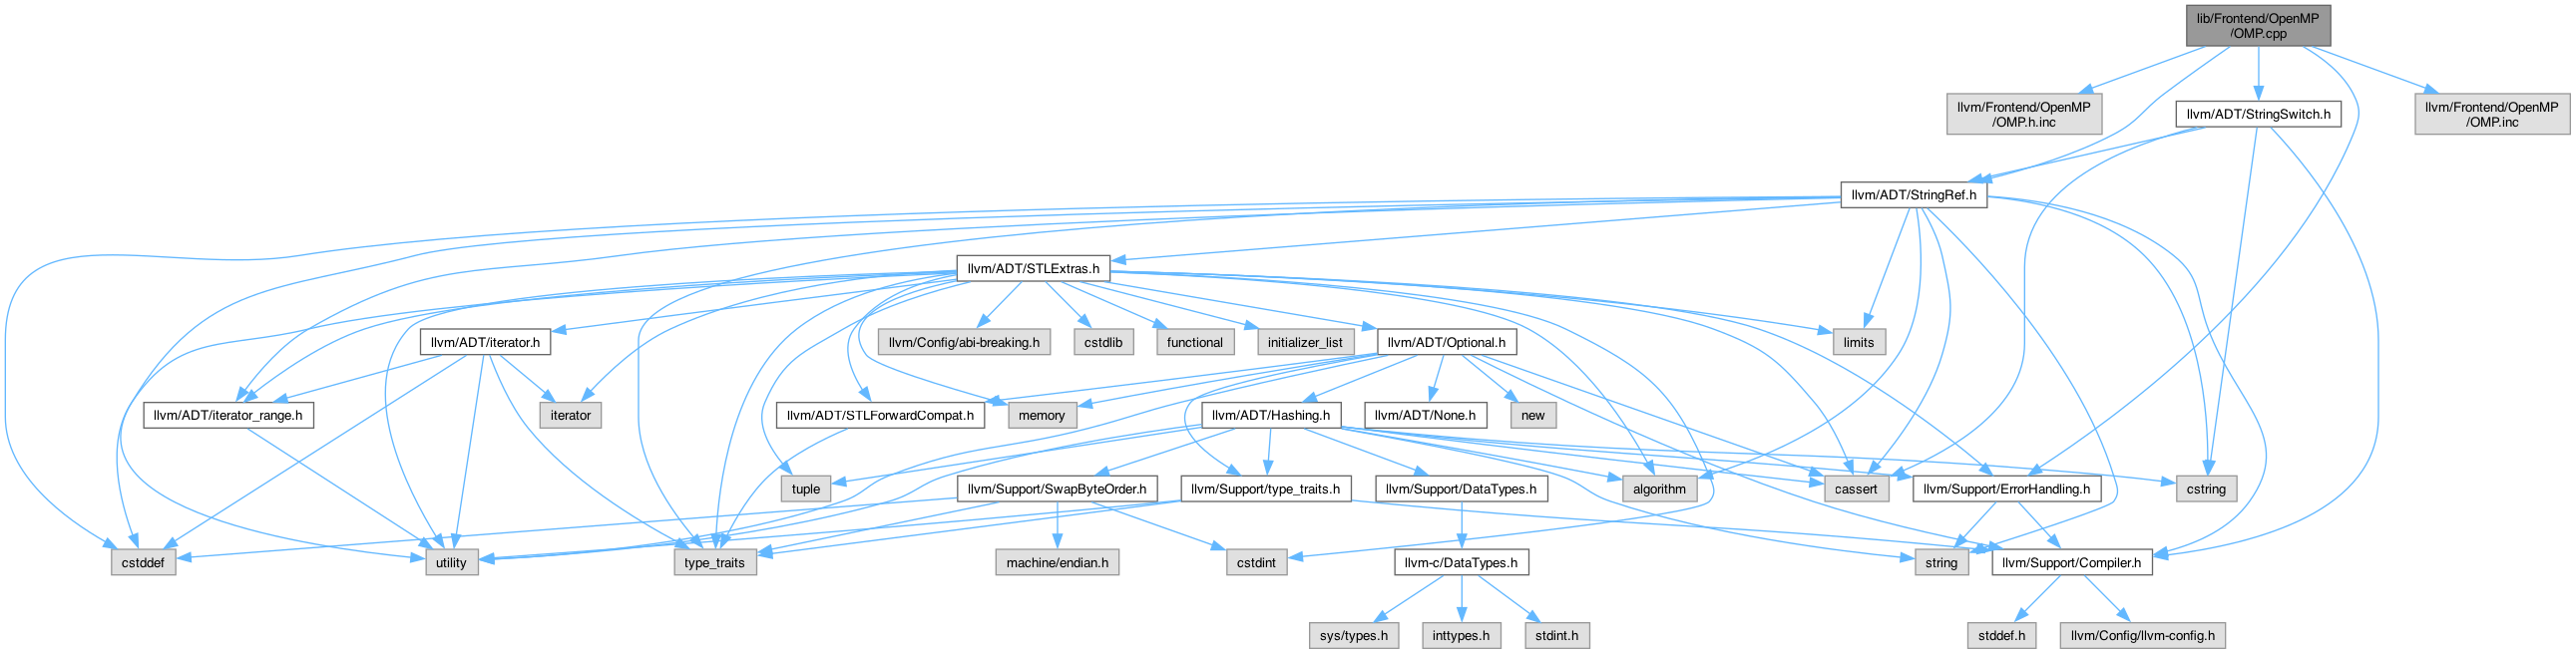 lib/Frontend/OpenMP
/OMP.cpp
llvm/Frontend/OpenMP
/OMP.h.inc
llvm/ADT/StringSwitch.h
llvm/Frontend/OpenMP
/OMP.inc
llvm/ADT/StringRef.h
llvm/ADT/STLExtras.h
llvm/ADT/iterator.h
llvm/Config/abi-breaking.h
cstdlib
functional
initializer_list
llvm/ADT/Optional.h
limits
llvm/ADT/iterator_range.h
iterator
llvm/ADT/STLForwardCompat.h
memory
llvm/ADT/Hashing.h
llvm/ADT/None.h
new
tuple
llvm/Support/SwapByteOrder.h
llvm/Support/type_traits.h
llvm/Support/DataTypes.h
algorithm
cassert
llvm/Support/ErrorHandling.h
cstring
cstddef
utility
type_traits
machine/endian.h
cstdint
llvm-c/DataTypes.h
string
llvm/Support/Compiler.h
sys/types.h
inttypes.h
stdint.h
stddef.h
llvm/Config/llvm-config.h